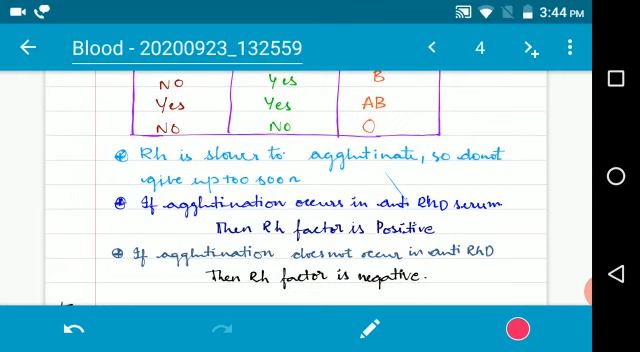 3:44 PM
Blood - 20200923_132559
4
NO Yes B
Yes Yes AB
NO NO O
Rh is slower to agglutinate, so donot
give up too soon
If agglutination occurs in anti RhD serum
Then Rh factor is Positive
If agglutination does not occur in anti RhD
Then Rh factor is negative.